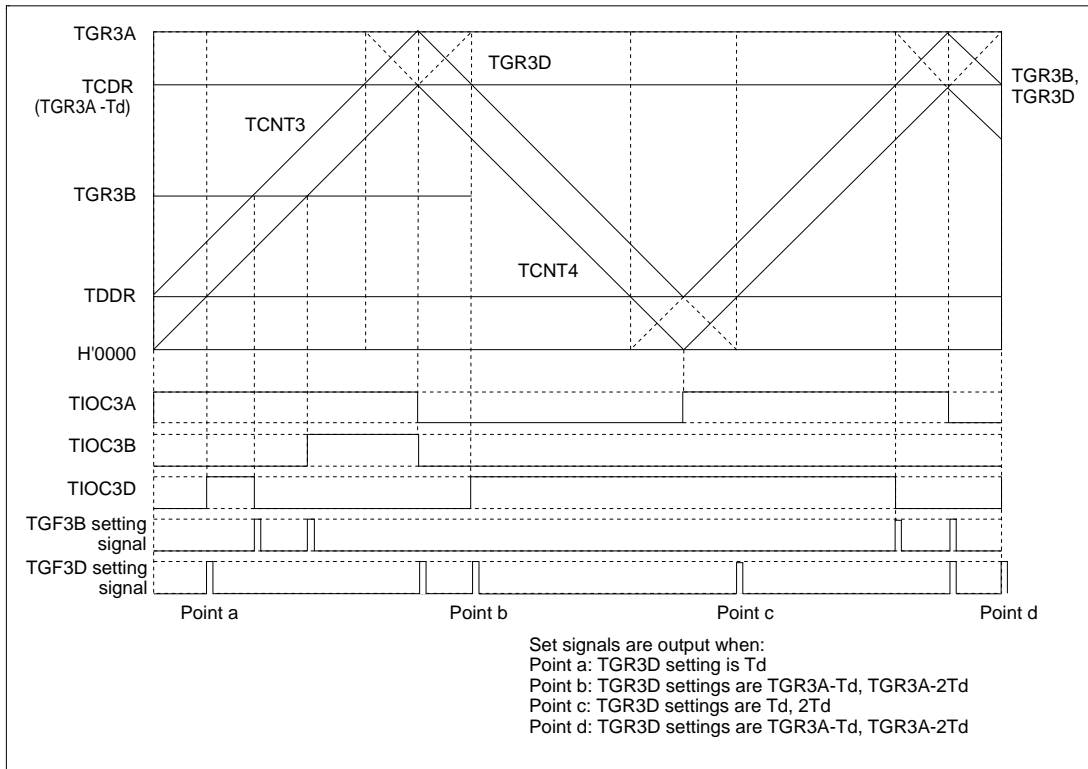 TGR3A
TGR3D
TCDR
(TGR3A -Td)
TGR3B,
TGR3D
TCNT3
TGR3B
TCNT4
TDDR
H'0000
TIOC3A
TIOC3B
TIOC3D
TGF3B setting
signal
TGF3D setting
signal
Point a
Point b
Point c
Point d
Set signals are output when:
Point a: TGR3D setting is Td
Point b: TGR3D settings are TGR3A-Td, TGR3A-2Td
Point c: TGR3D settings are Td, 2Td
Point d: TGR3D settings are TGR3A-Td, TGR3A-2Td